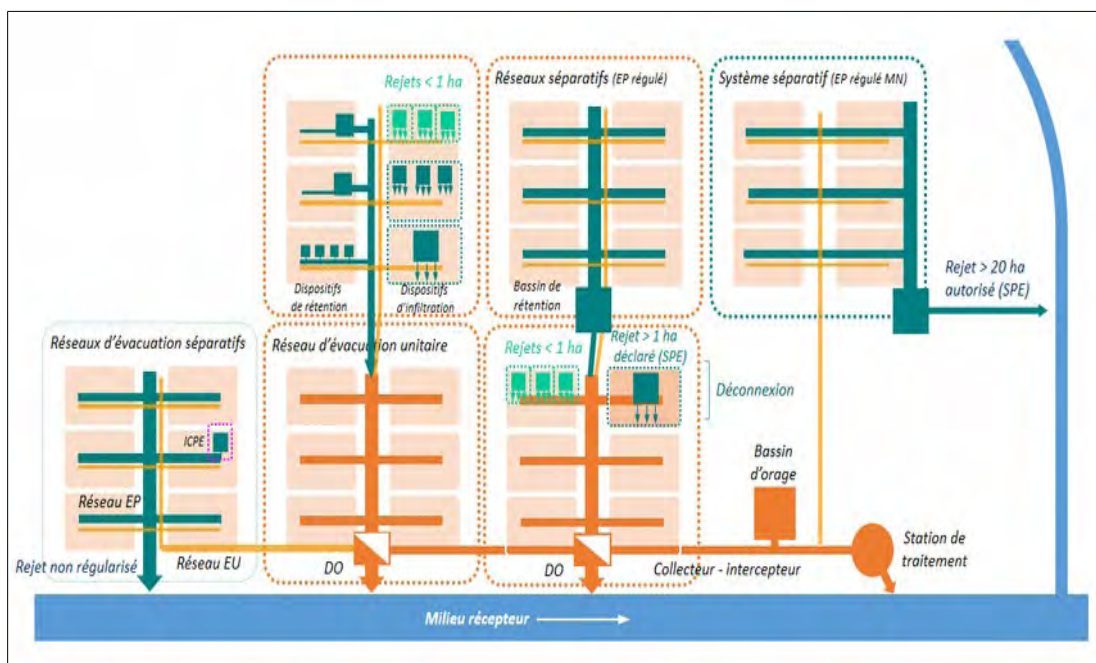 Rejets < 1 ha
Réseaux séparatifs (EP régulé)
Système séparatif (EP régulé MN)
Dispositifs
de rétention
Dispositifs
d'infiltration
Bassin de
rétention
Rejet > 20 ha
autorisé (SPE)
Réseaux d'évacuation séparatifs
Réseau d'évacuation unitaire
Rejets < 1 ha
Rejet > 1 ha
déclaré (SPE)
Déconnexion
ICPE
Réseau EP
Bassin
d'orage
Station de
traitement
Rejet non régularisé
Réseau EU
DO
DO
Collecteur - intercepteur
Milieu récepteur